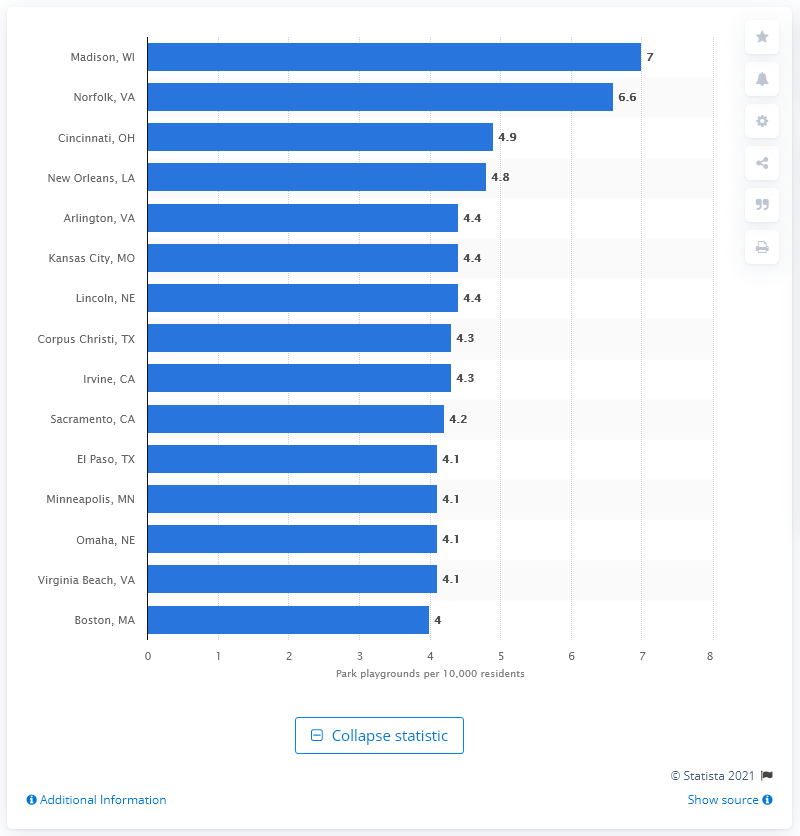 Madison, WI 7
Norfolk, VA 6.6
Cincinnati, OH 4.9
New Orleans, LA 4.8
Arlington, VA 4.4
Kansas City, MO 4.4
Lincoln, NE 4.4
Corpus Christi, TX 4.3
Irvine, CA 4.3
Sacramento, CA 4.2
El Paso, TX 4.1
Minneapolis, MN 4.1
Omaha, NE 4.1
Virginia Beach, VA 4.1
Boston, MA 4
0 1 2 3 4 5 6 7 8
Park playgrounds per 10,000 residents
Collapse statistic
© Statista 2021
Additional Information Show source